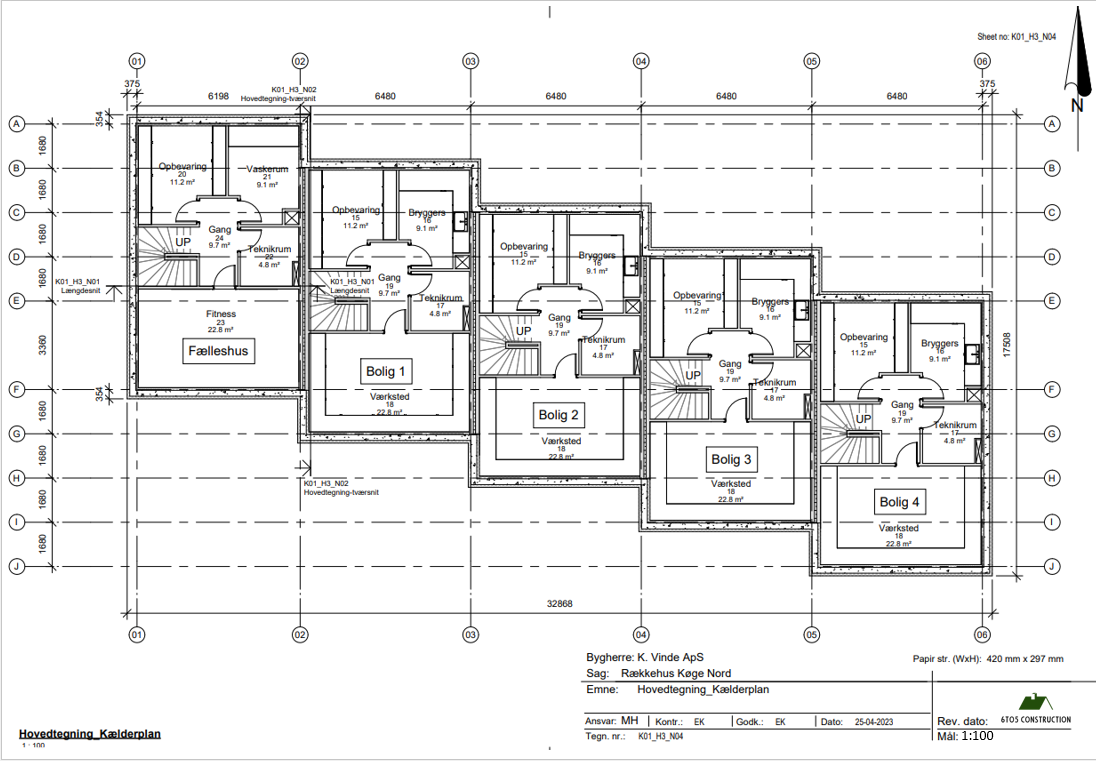 Sheet no: K01_H3_N04
01
02
03
04
05
06
375
6198
K01_H3_N02
Hovedtegning-tværsnit
6480
6480
6480
6480
375
N
354
A
B
C
D
E
F
G
H
I
J
1680
1680
1680
1680
3360
1680
1680
1680
1680
354
A
B
C
D
E
F
G
H
I
J
17508
K01_H3_N01
Længdesnit
Opbevaring
20
11.2 m²
Vaskerum
21
9.1 m²
Gang
24
9.7 m²
UP
Teknikrum
22
4.8 m²
Fitness
23
22.8 m²
Fælleshus
Opbevaring
15
11.2 m²
Bryggers
16
9.1 m²
K01_H3_N01
Længdesnit
Gang
19
9.7 m²
Teknikrum
17
4.8 m²
Bolig 1
Værksted
18
22.8 m²
K01_H3_N02
Hovedtegning-tværsnit
Opbevaring
15
11.2 m²
Bryggers
16
9.1 m²
UP
Gang
19
9.7 m²
Teknikrum
17
4.8 m²
Bolig 2
Værksted
18
22.8 m²
Opbevaring
15
11.2 m²
Bryggers
16
9.1 m²
UP
Gang
19
9.7 m²
Teknikrum
17
4.8 m²
Bolig 3
Værksted
18
22.8 m²
Opbevaring
15
11.2 m²
Bryggers
16
9.1 m²
UP
Gang
19
9.7 m²
Teknikrum
17
4.8 m²
Bolig 4
Værksted
18
22.8 m²
32868
01
02
03
04
05
06
Bygherre: K. Vinde ApS
Papir str. (WxH): 420 mm x 297 mm
Sag: Rækkehus Køge Nord
Emne: Hovedtegning_Kælderplan
6TO5 CONSTRUCTION
Ansvar: MH Kontr.: EK Godk.: EK Dato: 25-04-2023
Rev. dato:
Tegn. nr.: K01_H3_N04
Mål: 1:100
Hovedtegning_Kælderplan
1 : 100